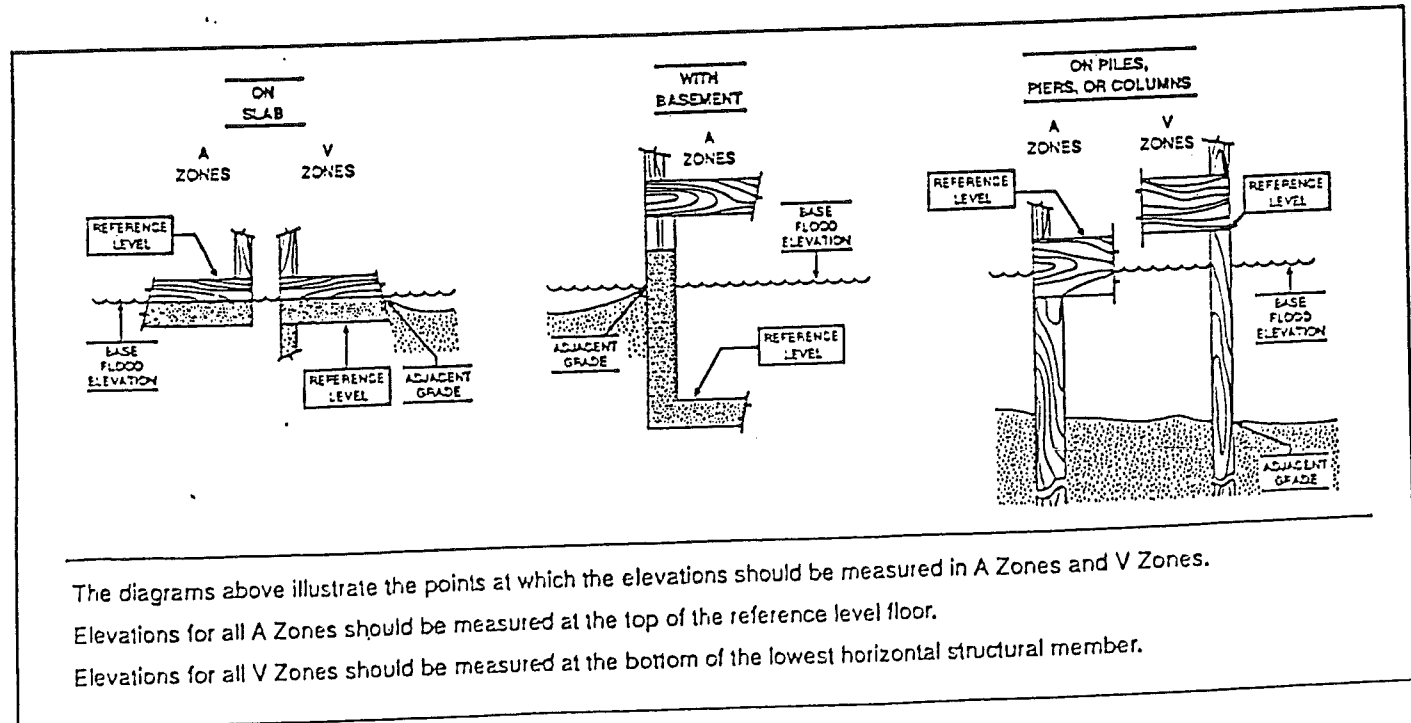 ON
SLAB
A
ZONES
V
ZONES
REFERENCE
LEVEL
BASE
FLOOD
ELEVATION
REFERENCE
LEVEL
ADJACENT
GRADE
WITH
BASEMENT
A
ZONES
BASE
FLOOD
ELEVATION
ADJACENT
GRADE
REFERENCE
LEVEL
ON PILES,
PIERS, OR COLUMNS
A
ZONES
V
ZONES
REFERENCE
LEVEL
REFERENCE
LEVEL
BASE
FLOOD
ELEVATION
ADJACENT
GRADE
The diagrams above illustrate the points at which the elevations should be measured in A Zones and V Zones.
Elevations for all A Zones should be measured at the top of the reference level floor.
Elevations for all V Zones should be measured at the bottom of the lowest horizontal structural member.